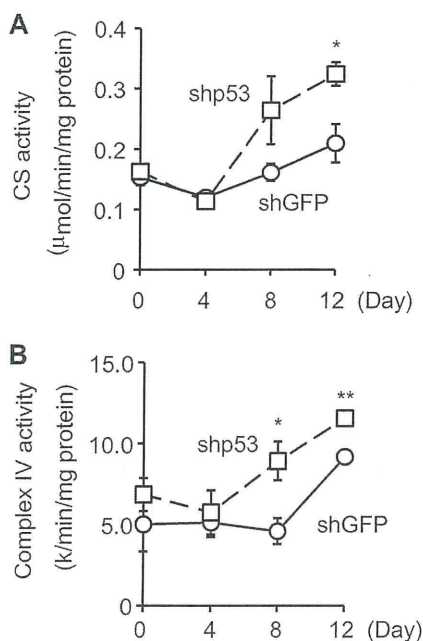 A
CS activity
(μmol/min/mg protein)
0.4
0.3
0.2
0.1
0
*
shp53
shGFP
0 4 8 12 (Day)
B
Complex IV activity
(k/min/mg protein)
15.0
10.0
5.0
0
*
**
shp53
shGFP
0 4 8 12 (Day)